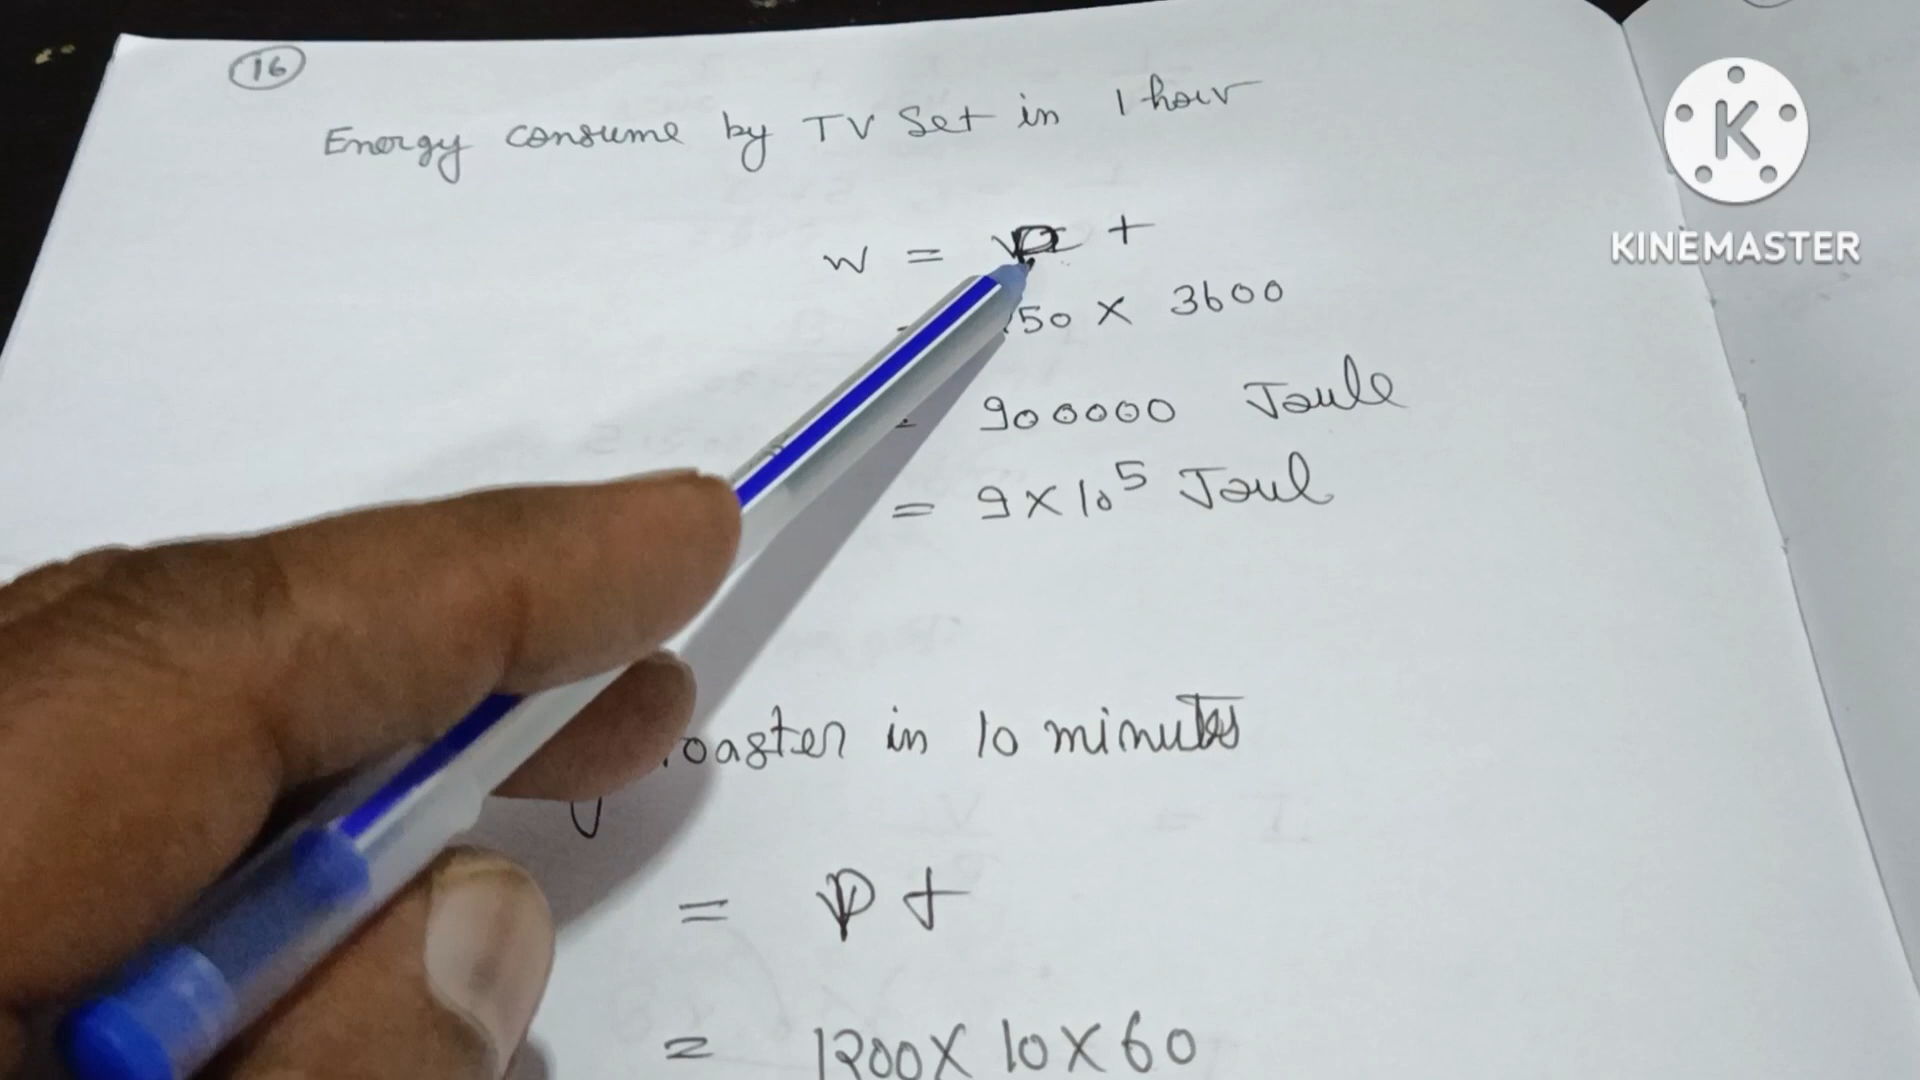 16
Energy consume by TV Set in 1 hour
W = P t
50 X 3600
= 900000 Joule
= 9 X 10^5 Joul
oaster in 10 minutes
= P t
= 1200 X 10 X 60
K
KINEMASTER